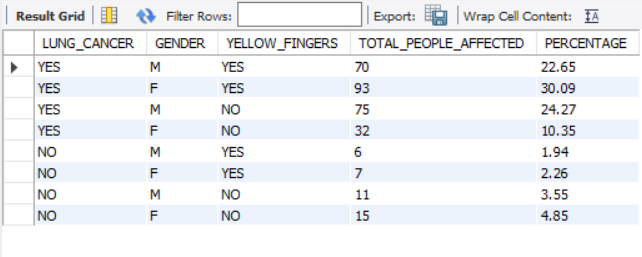 Result Grid Filter Rows: Export: Wrap Cell Content: IA
LUNG_CANCER GENDER YELLOW_FINGERS TOTAL_PEOPLE_AFFECTED PERCENTAGE
YES M YES 70 22.65
YES F YES 93 30.09
YES M NO 75 24.27
YES F NO 32 10.35
NO M YES 6 1.94
NO F YES 7 2.26
NO M NO 11 3.55
NO F NO 15 4.85